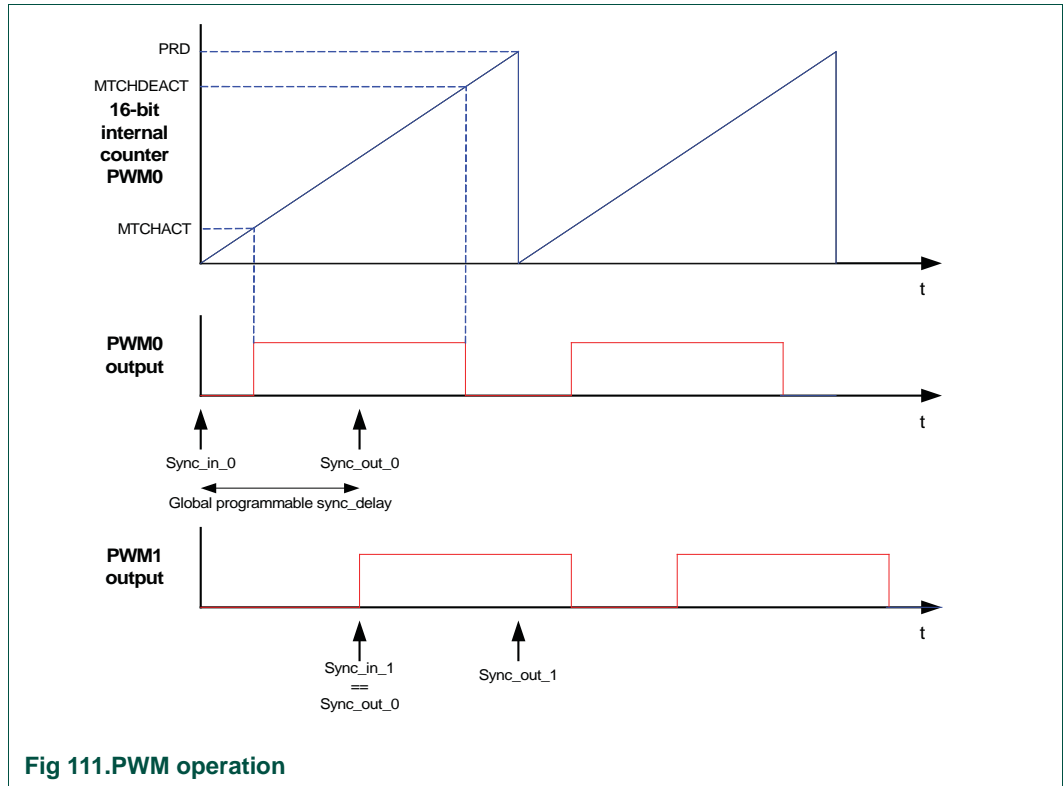 PRD
MTCHDEACT
16-bit
internal
counter
PWM0
MTCHACT
t
PWM0
output
t
Sync_in_0
Sync_out_0
Global programmable sync_delay
PWM1
output
t
Sync_in_1
==
Sync_out_0
Sync_out_1
Fig 111.PWM operation